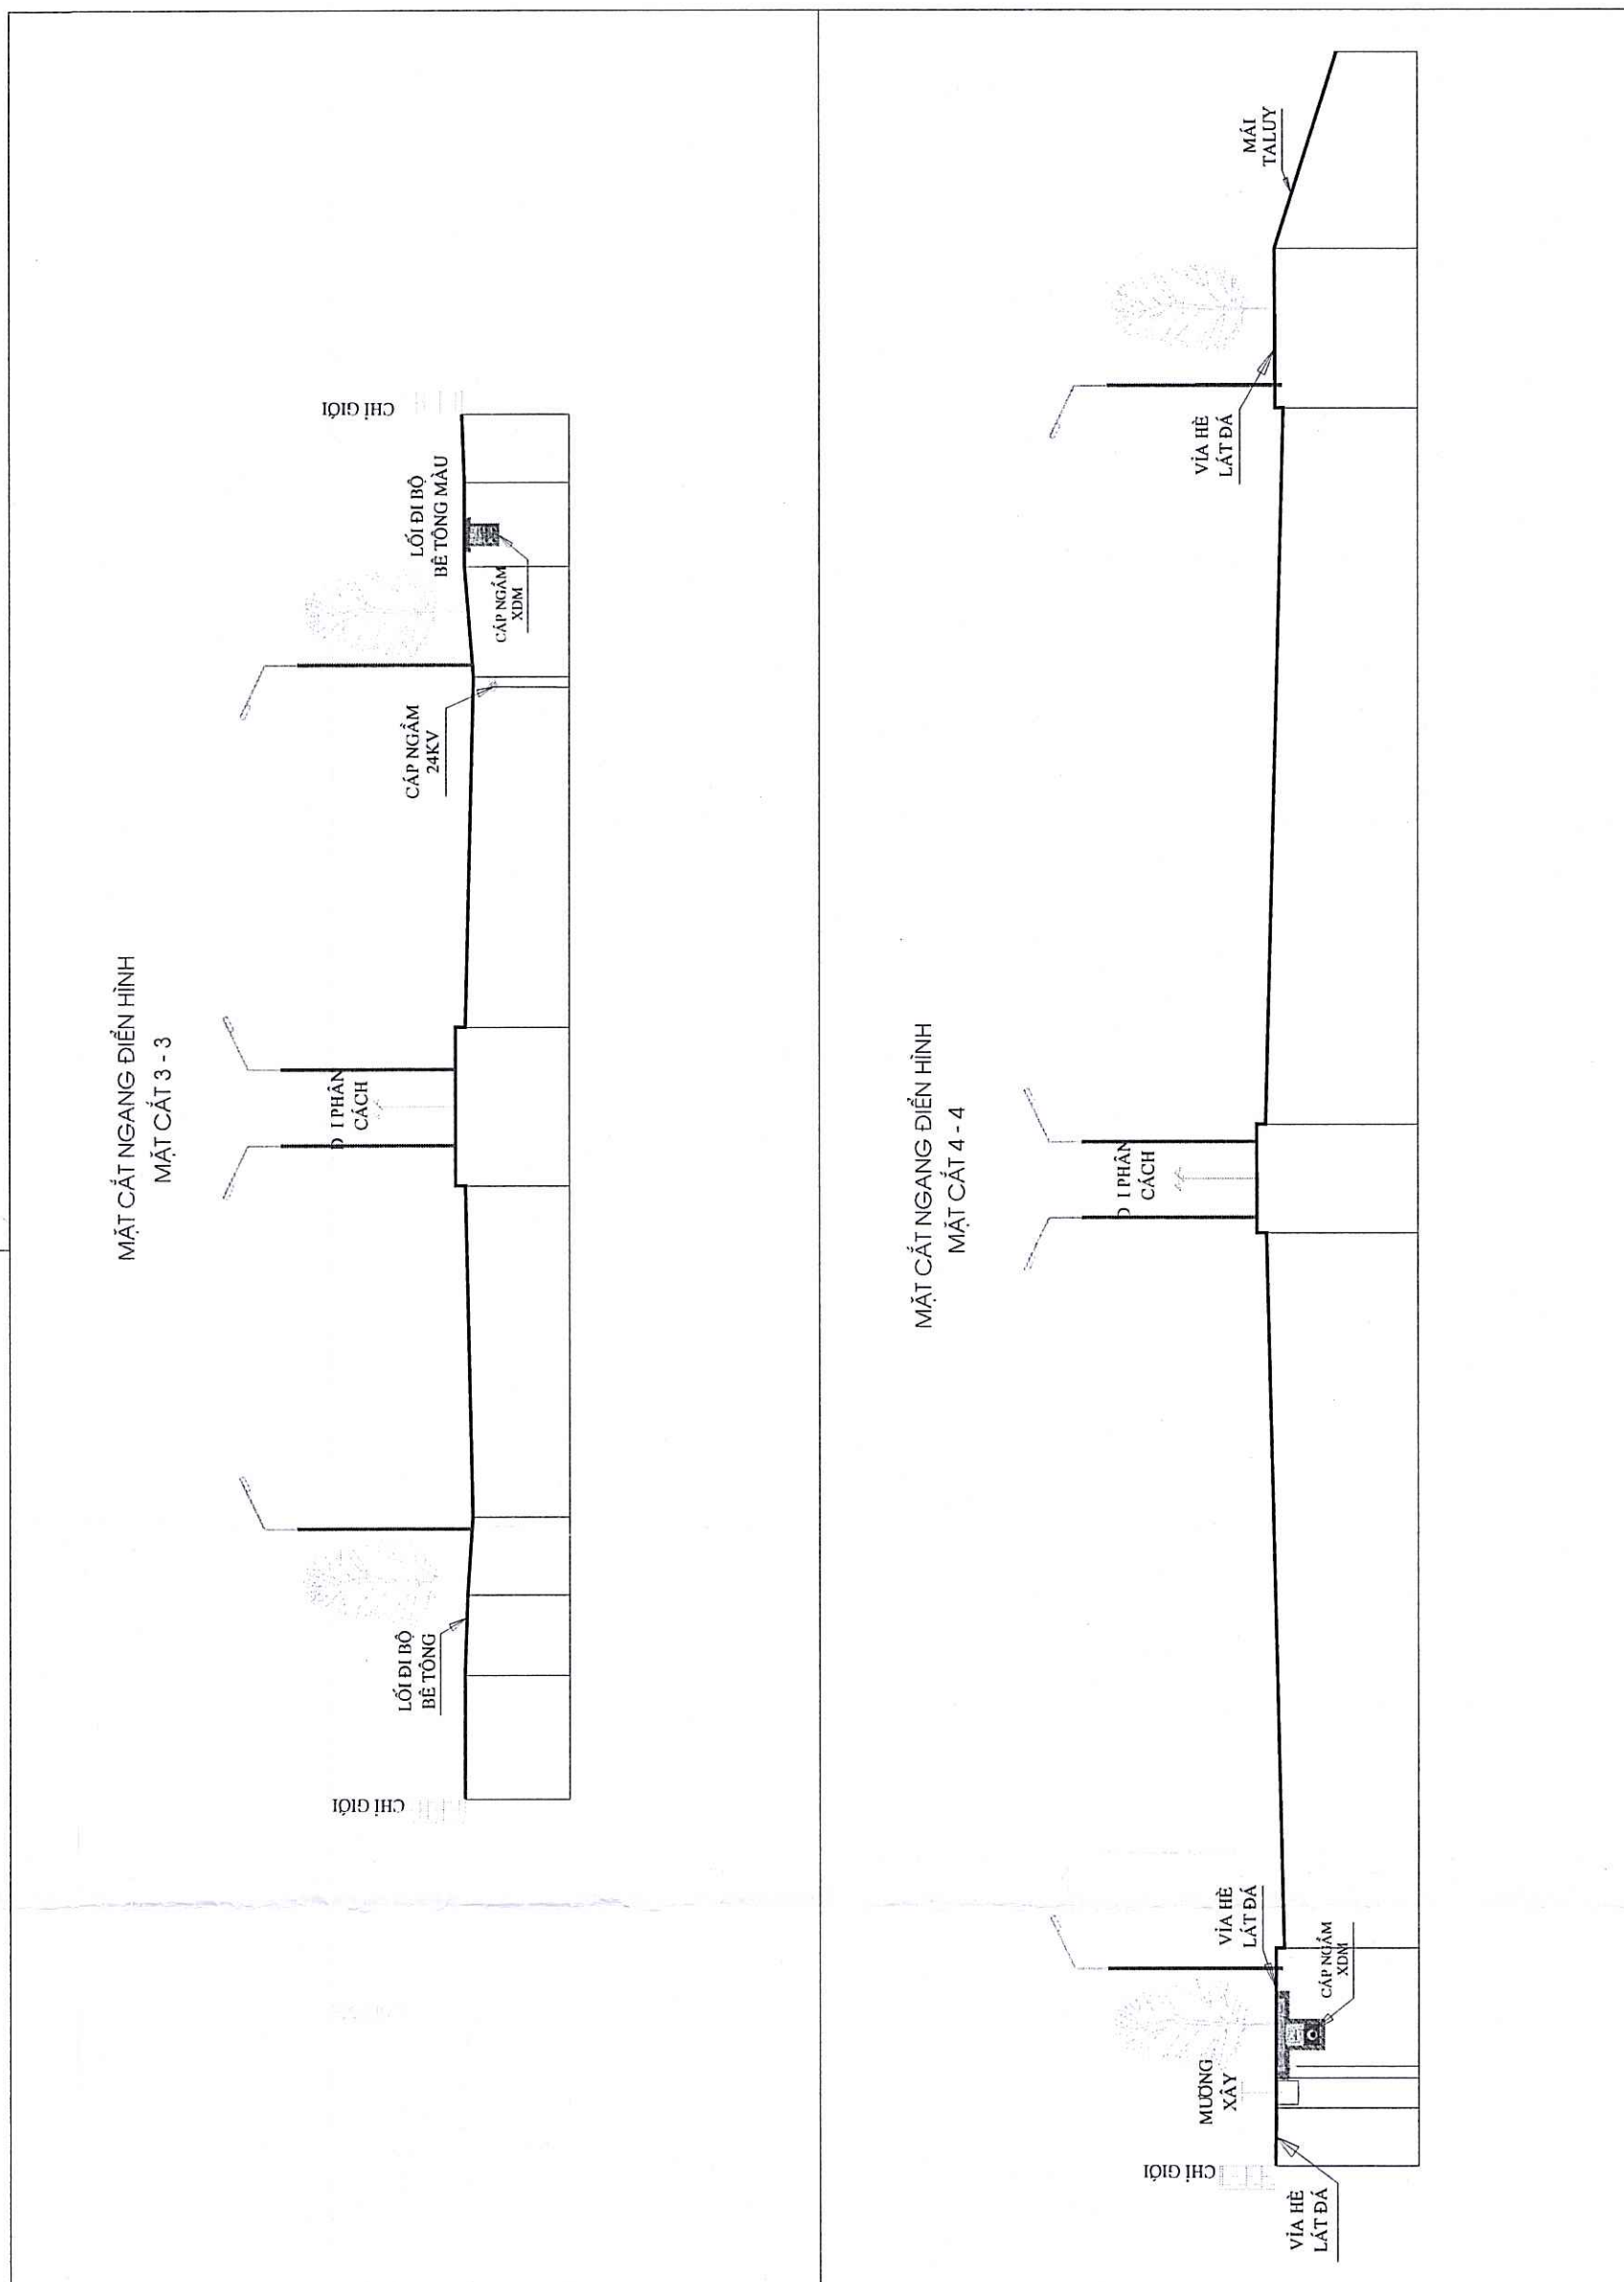 MẶT CẮT NGANG ĐIỂN HÌNH
MẶT CẮT 3 - 3
CHỈ GIỚI
LỐI ĐI BỘ
BÊ TÔNG
I PHÂN
CÁCH
CÁP NGẦM
24KV
LỐI ĐI BỘ
BÊ TÔNG MÀU
CÁP NGẦM
XDM
CHỈ GIỚI
MẶT CẮT NGANG ĐIỂN HÌNH
MẶT CẮT 4 - 4
VỈA HÈ
LÁT ĐÁ
CHỈ GIỚI
MƯƠNG
XÂY
CÁP NGẦM
XDM
VỈA HÈ
LÁT ĐÁ
I PHÂN
CÁCH
VỈA HÈ
LÁT ĐÁ
MÁI
TALUY